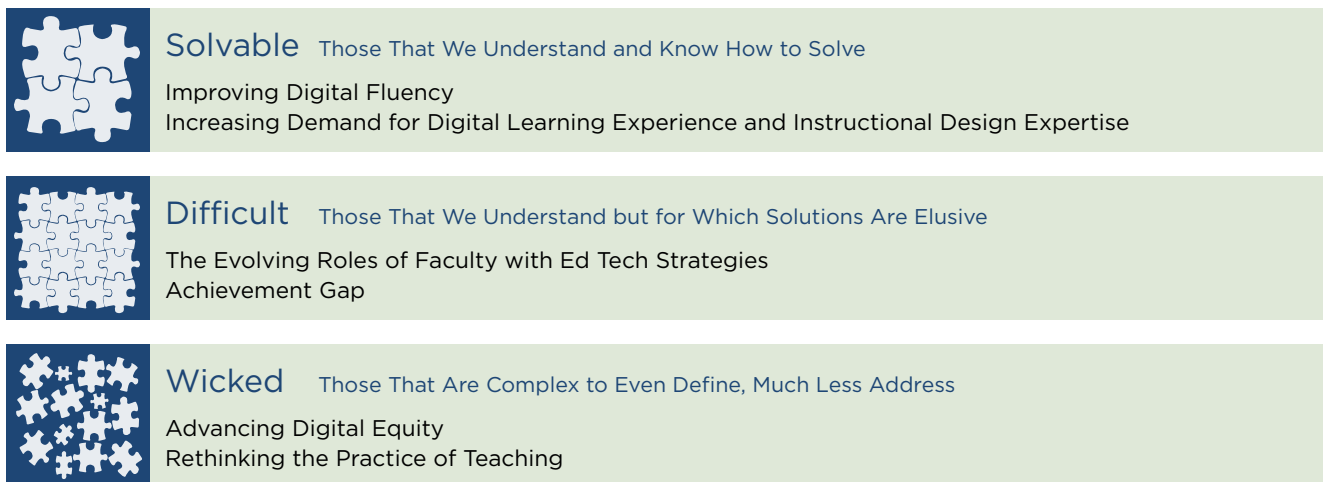 Solvable Those That We Understand and Know How to Solve
Improving Digital Fluency
Increasing Demand for Digital Learning Experience and Instructional Design Expertise
Difficult Those That We Understand but for Which Solutions Are Elusive
The Evolving Roles of Faculty with Ed Tech Strategies
Achievement Gap
Wicked Those That Are Complex to Even Define, Much Less Address
Advancing Digital Equity
Rethinking the Practice of Teaching